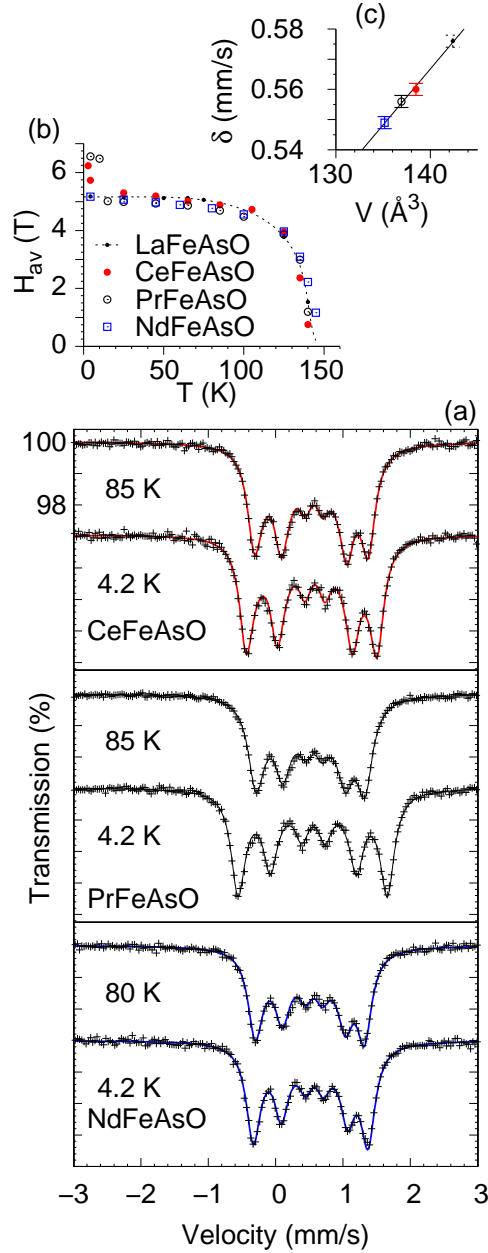 (c)
0.58
0.56
0.54
δ (mm/s)
130
140
V (Å³)
(b)
6
4
2
0
H_av (T)
LaFeAsO
CeFeAsO
PrFeAsO
NdFeAsO
0
50
100
150
T (K)
(a)
100
98
85 K
4.2 K
CeFeAsO
85 K
4.2 K
PrFeAsO
80 K
4.2 K
NdFeAsO
Transmission (%)
−3
−2
−1
0
1
2
3
Velocity (mm/s)